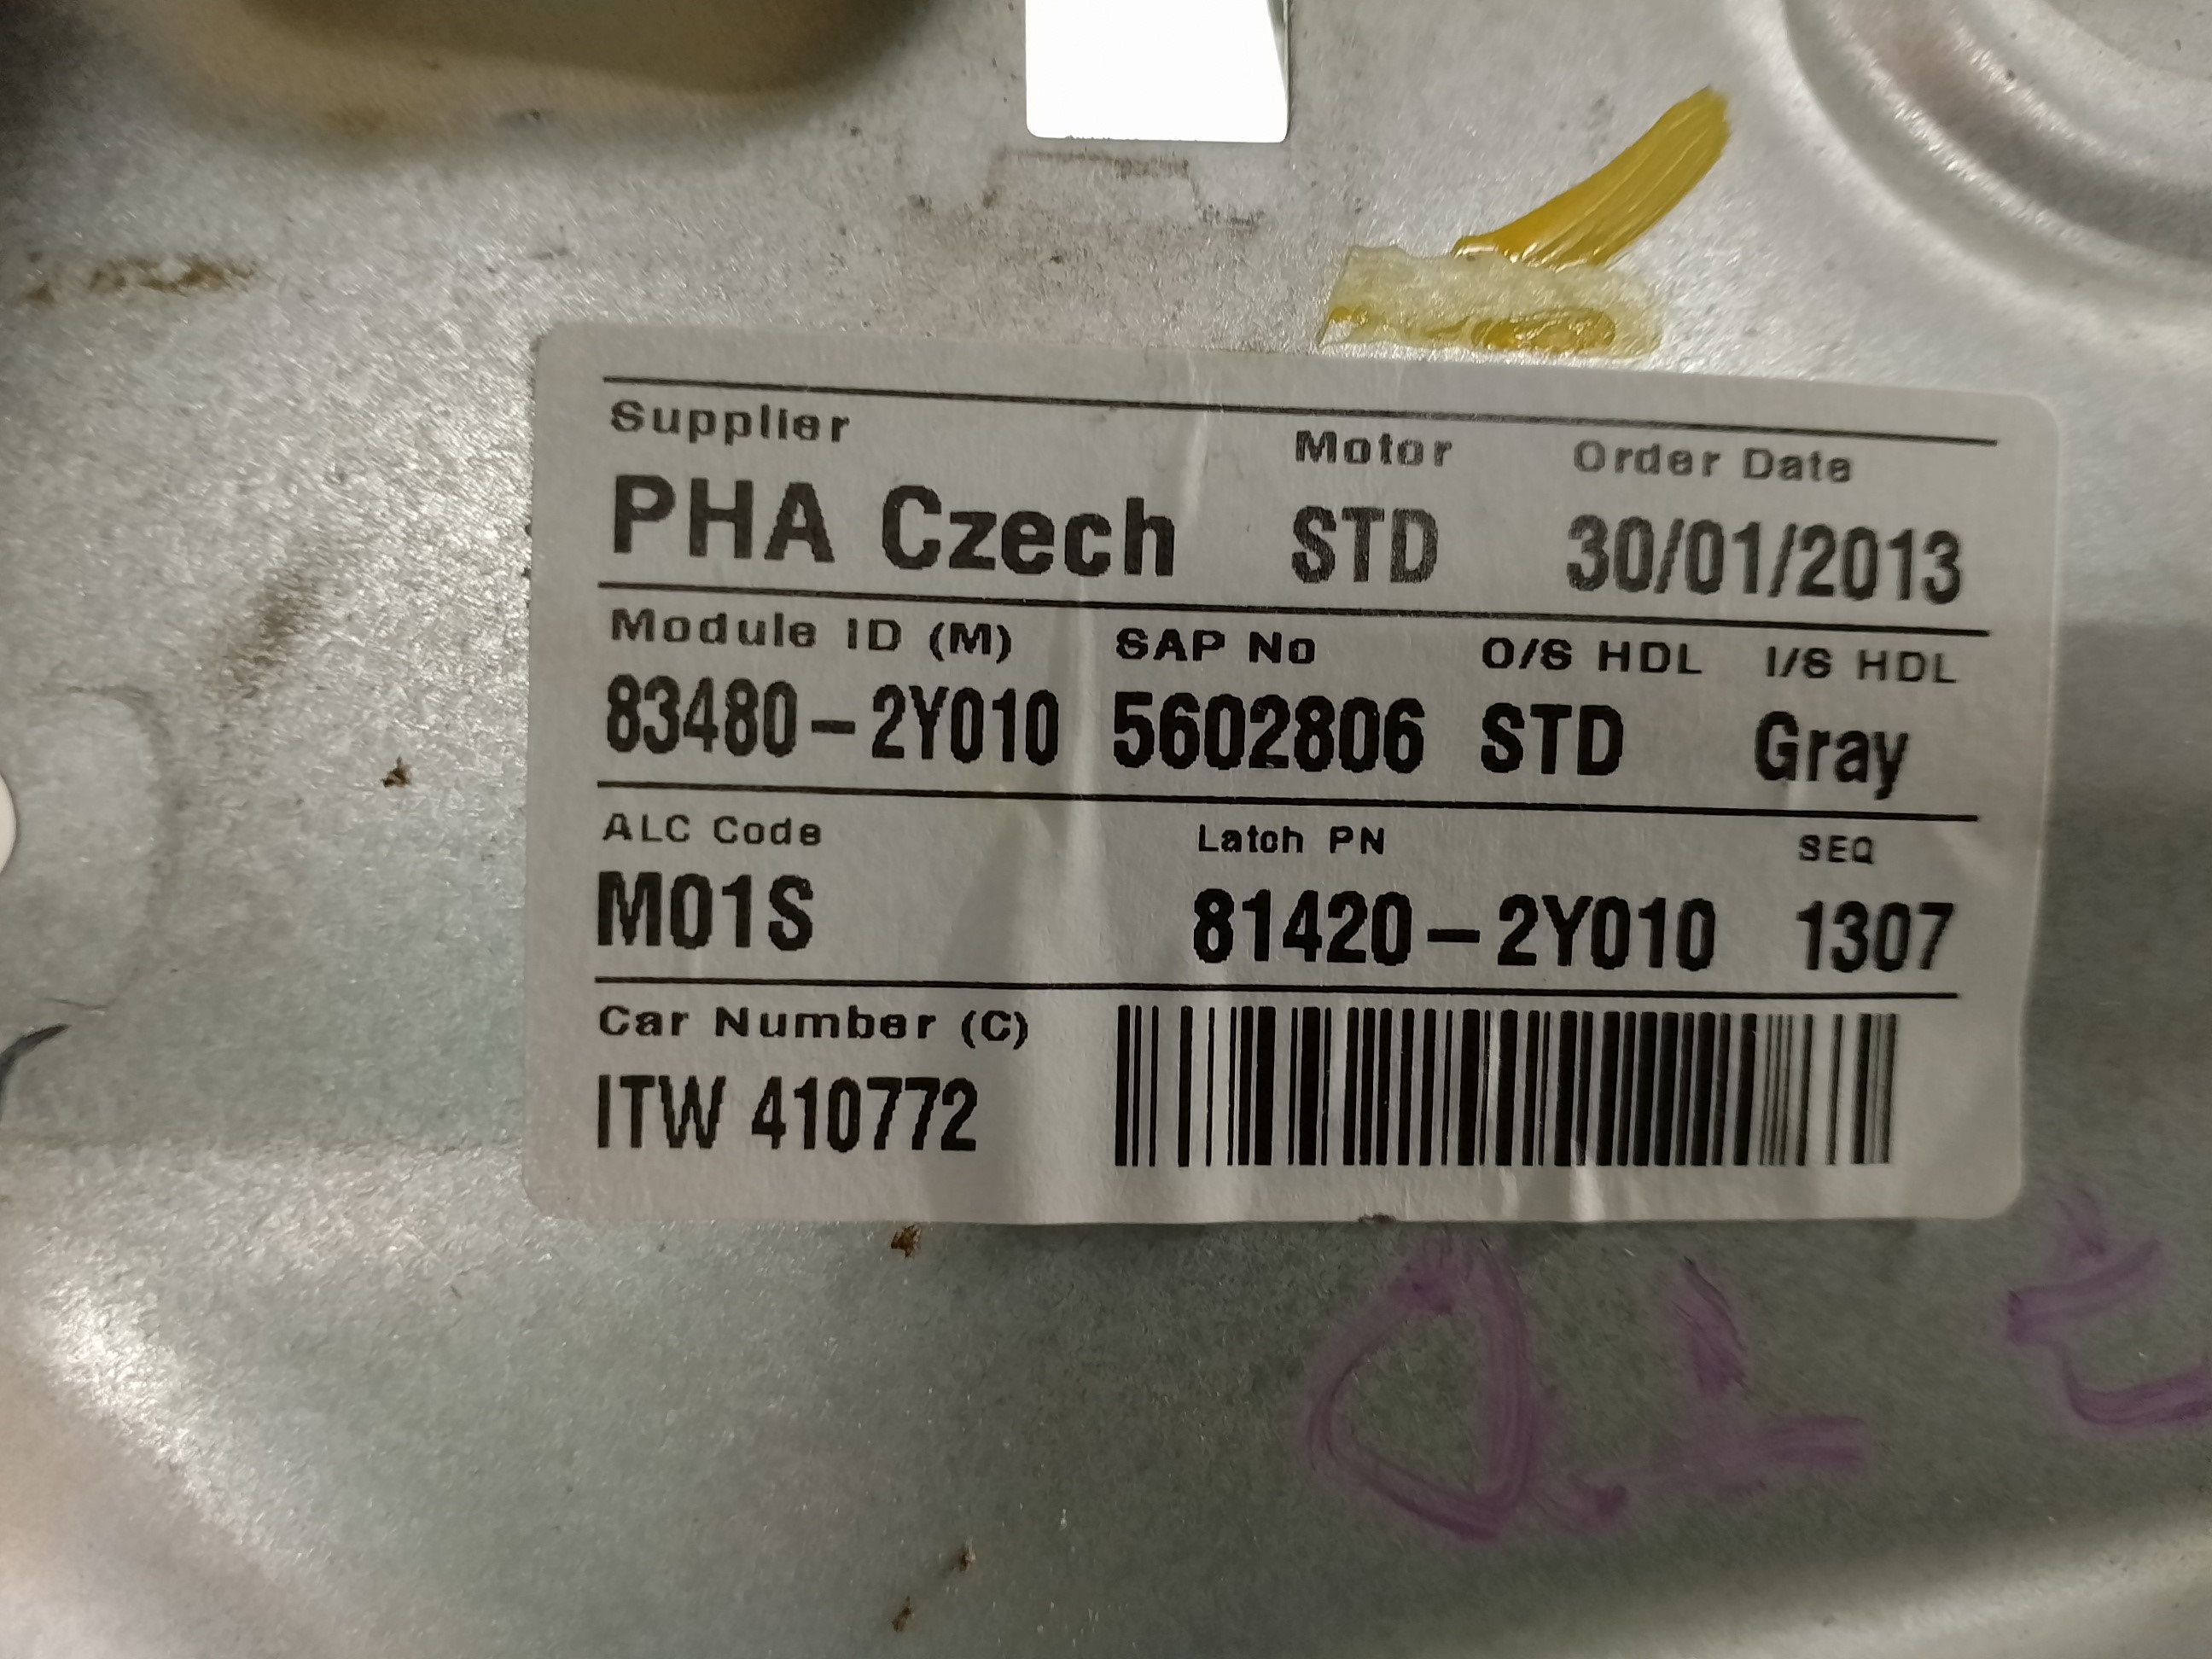 Supplier Motor Order Date
PHA Czech STD 30/01/2013
Module ID (M) SAP No O/S HDL I/S HDL
83480-2Y010 5602806 STD Gray
ALC Code Latch PN SEQ
M01S 81420-2Y010 1307
Car Number (C)
ITW 410772